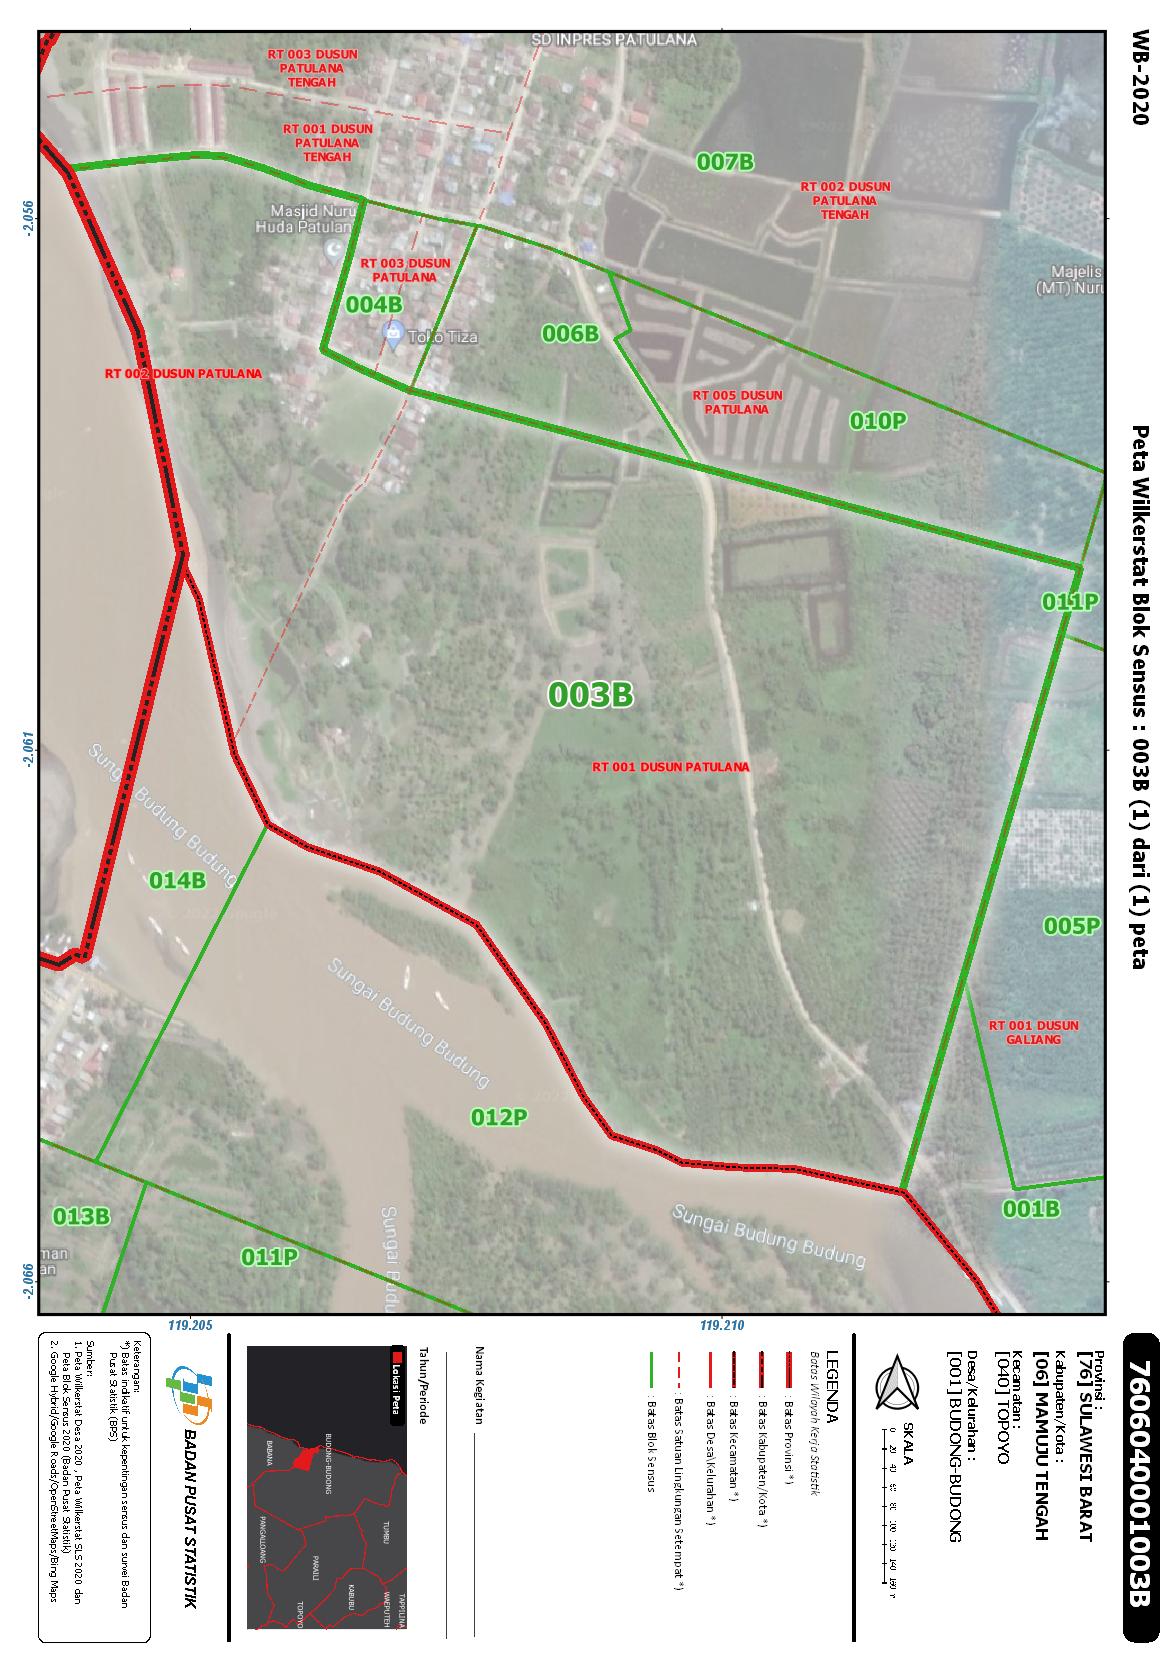 WB-2020
Peta Wilkerstat Blok Sensus : 003B (1) dari (1) peta
SD INPRES PATULANA
RT 003 DUSUN
PATULANA
TENGAH
RT 001 DUSUN
PATULANA
TENGAH
007B
RT 002 DUSUN
PATULANA
TENGAH
Masjid Nuru
Huda Patulan
RT 003 DUSUN
PATULANA
004B
Toko Tiza
006B
Majelis
(MT) Nuru
RT 002 DUSUN PATULANA
RT 005 DUSUN
PATULANA
010P
011P
003B
RT 001 DUSUN PATULANA
Sungai Budung Budung
014B
005P
Sungai Budung Budung
RT 001 DUSUN
GALIANG
012P
001B
Sungai Budung Budung
013B
011P
Sungai Budu
man
an
-2.056
-2.061
-2.066
119.205
119.210
7606040001003B
Provinsi :
[76] SULAWESI BARAT
Kabupaten/Kota :
[06] MAMUJU TENGAH
Kecamatan :
[040] TOPOYO
Desa/Kelurahan :
[001] BUDONG-BUDONG
SKALA
0 20 40 60 80 100 120 140 160 m
LEGENDA
Batas Wilayah Kerja Statistik
: Batas Provinsi *)
: Batas Kabupaten/Kota *)
: Batas Kecamatan *)
: Batas Desa\Kelurahan *)
: Batas Satuan Lingkungan Setempat *)
: Batas Blok Sensus
Nama Kegiatan
Tahun/Periode
Lokasi Peta
BUDONG-BUDONG
BABANA
TUMBU
PANGALLOANG
PARAILI
KABUBU
TAPPILINA
WAEPUTEH
TOPOYO
BADAN PUSAT STATISTIK
Keterangan:
*) Batas indikatif untuk kepentingan sensus dan survei Badan
Pusat Statistik (BPS)
Sumber:
1. Peta Wilkerstat Desa 2020 , Peta Wilkerstat SLS 2020 dan
Peta Blok Sensus 2020 (Badan Pusat Statistik)
2. Google Hybrid/Google Roads/OpenStreetMaps/Bing Maps